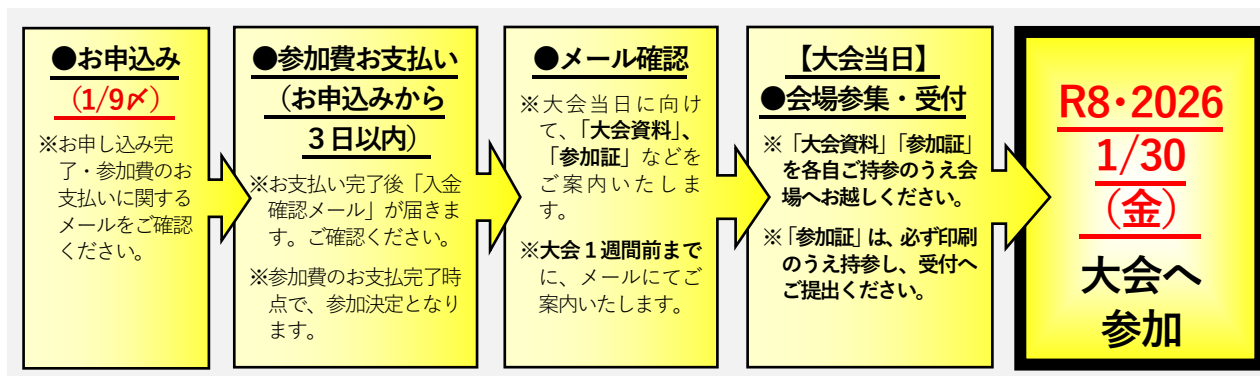 ●お申込み
(1/9〆)
※お申し込み完
了・参加費のお
支払いに関する
メールをご確認
ください。
●参加費お支払い
(お申込みから
3日以内)
※お支払い完了後「入金
確認メール」が届きま
す。ご確認ください。
※参加費のお支払完了時
点で、参加決定となり
ます。
●メール確認
※大会当日に向け
て、「大会資料」、
「参加証」などを
ご案内いたしま
す。
※大会1週間前まで
に、メールにてご
案内いたします。
【大会当日】
●会場参集・受付
※「大会資料」「参加証」
を各自ご持参のうえ会
場へお越しください。
※「参加証」は、必ず印刷
のうえ持参し、受付へ
ご提出ください。
R8・2026
1/30
(金)
大会へ
参加